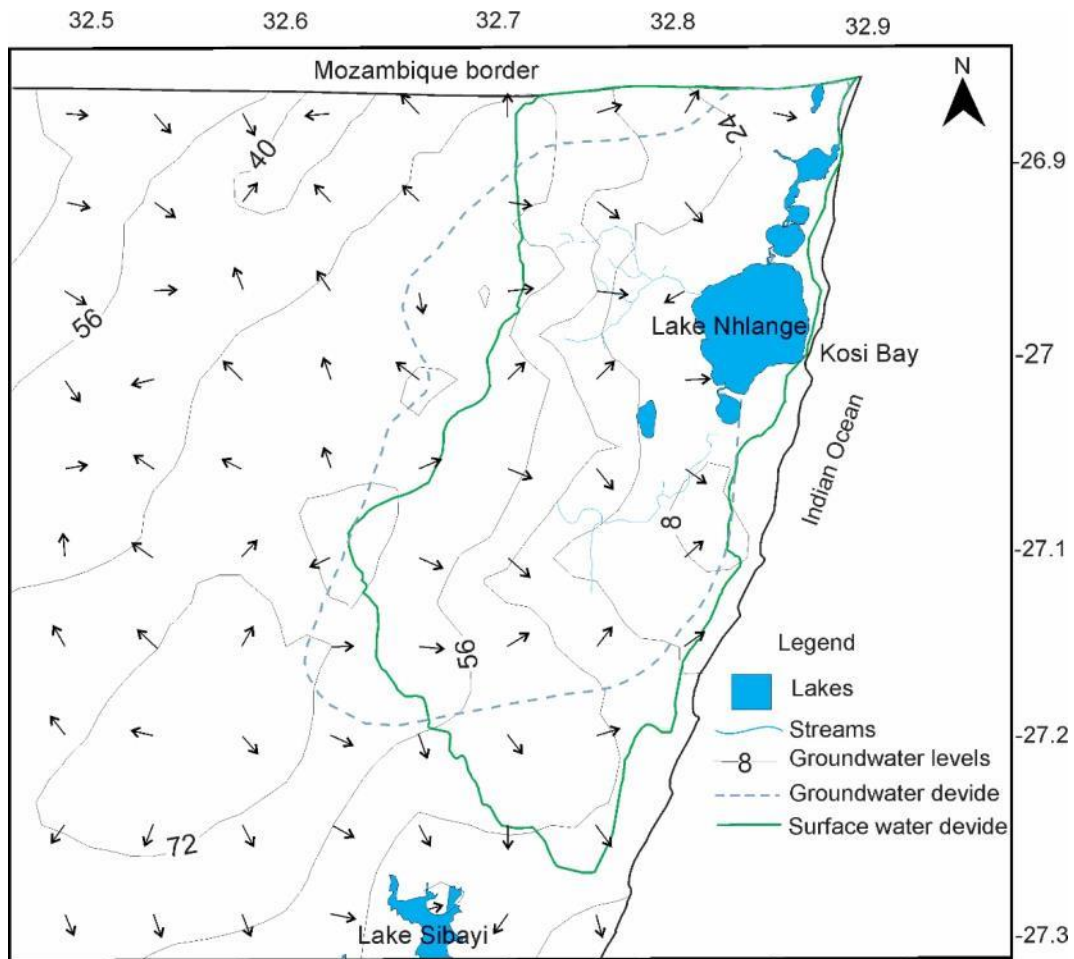 32.5 32.6 32.7 32.8 32.9
Mozambique border
N
24
40
-26.9
56
Lake Nhlange
Kosi Bay
-27
Indian Ocean
8
-27.1
56
Legend
Lakes
Streams
8 Groundwater levels
Groundwater devide
Surface water devide
-27.2
72
Lake Sibayi
-27.3